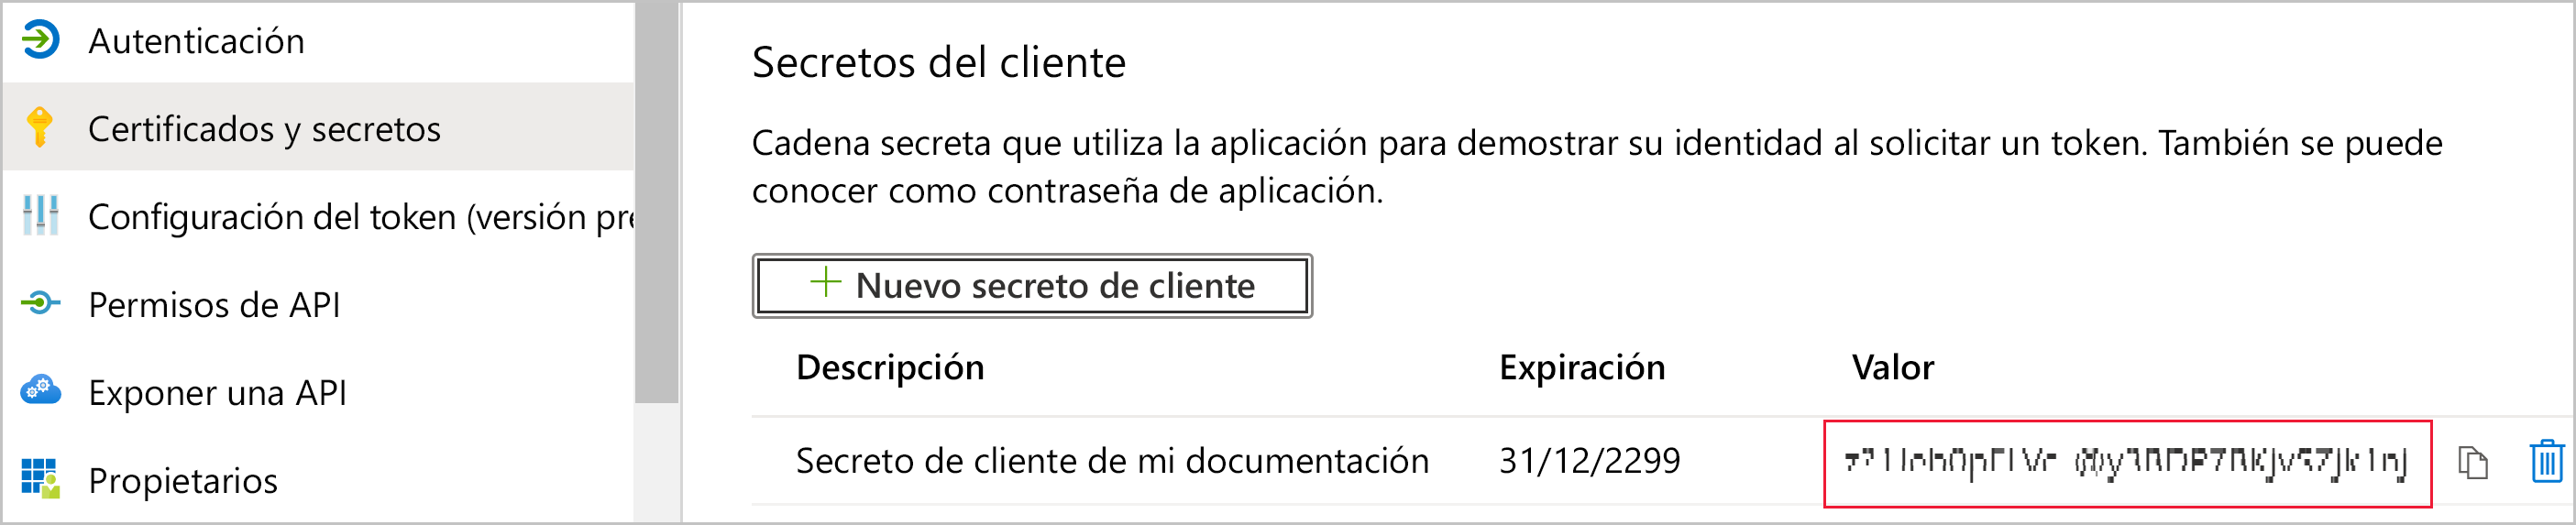 Autenticación
Certificados y secretos
Configuración del token (versión pre
Permisos de API
Exponer una API
Propietarios
Secretos del cliente
Cadena secreta que utiliza la aplicación para demostrar su identidad al solicitar un token. También se puede
conocer como contraseña de aplicación.
Nuevo secreto de cliente
Descripción Expiración Valor
Secreto de cliente de mi documentación 31/12/2299